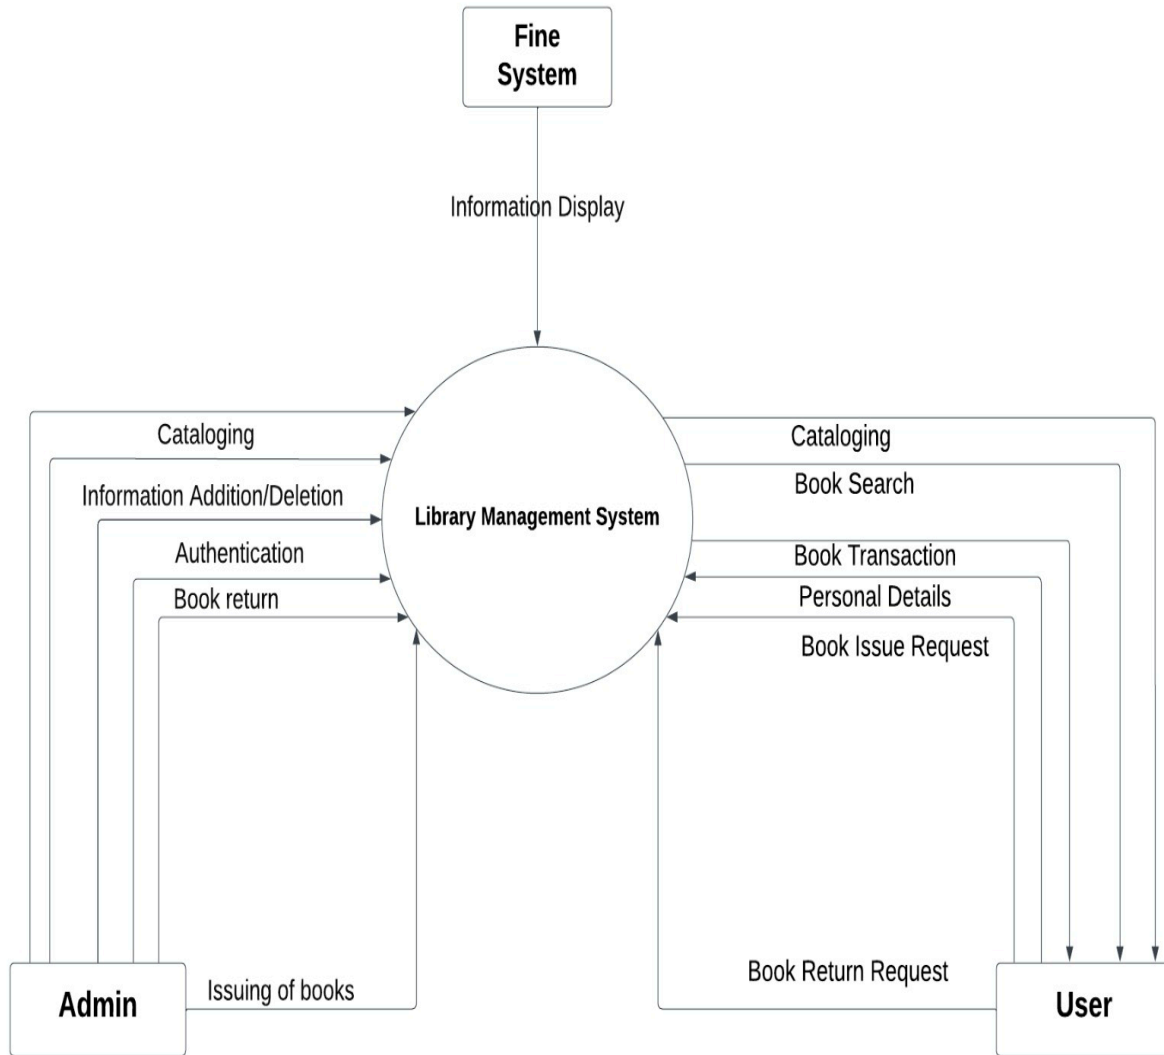 Fine
System
Information Display
Cataloging
Information Addition/Deletion
Authentication
Book return
Library Management System
Cataloging
Book Search
Book Transaction
Personal Details
Book Issue Request
Admin
Issuing of books
Book Return Request
User